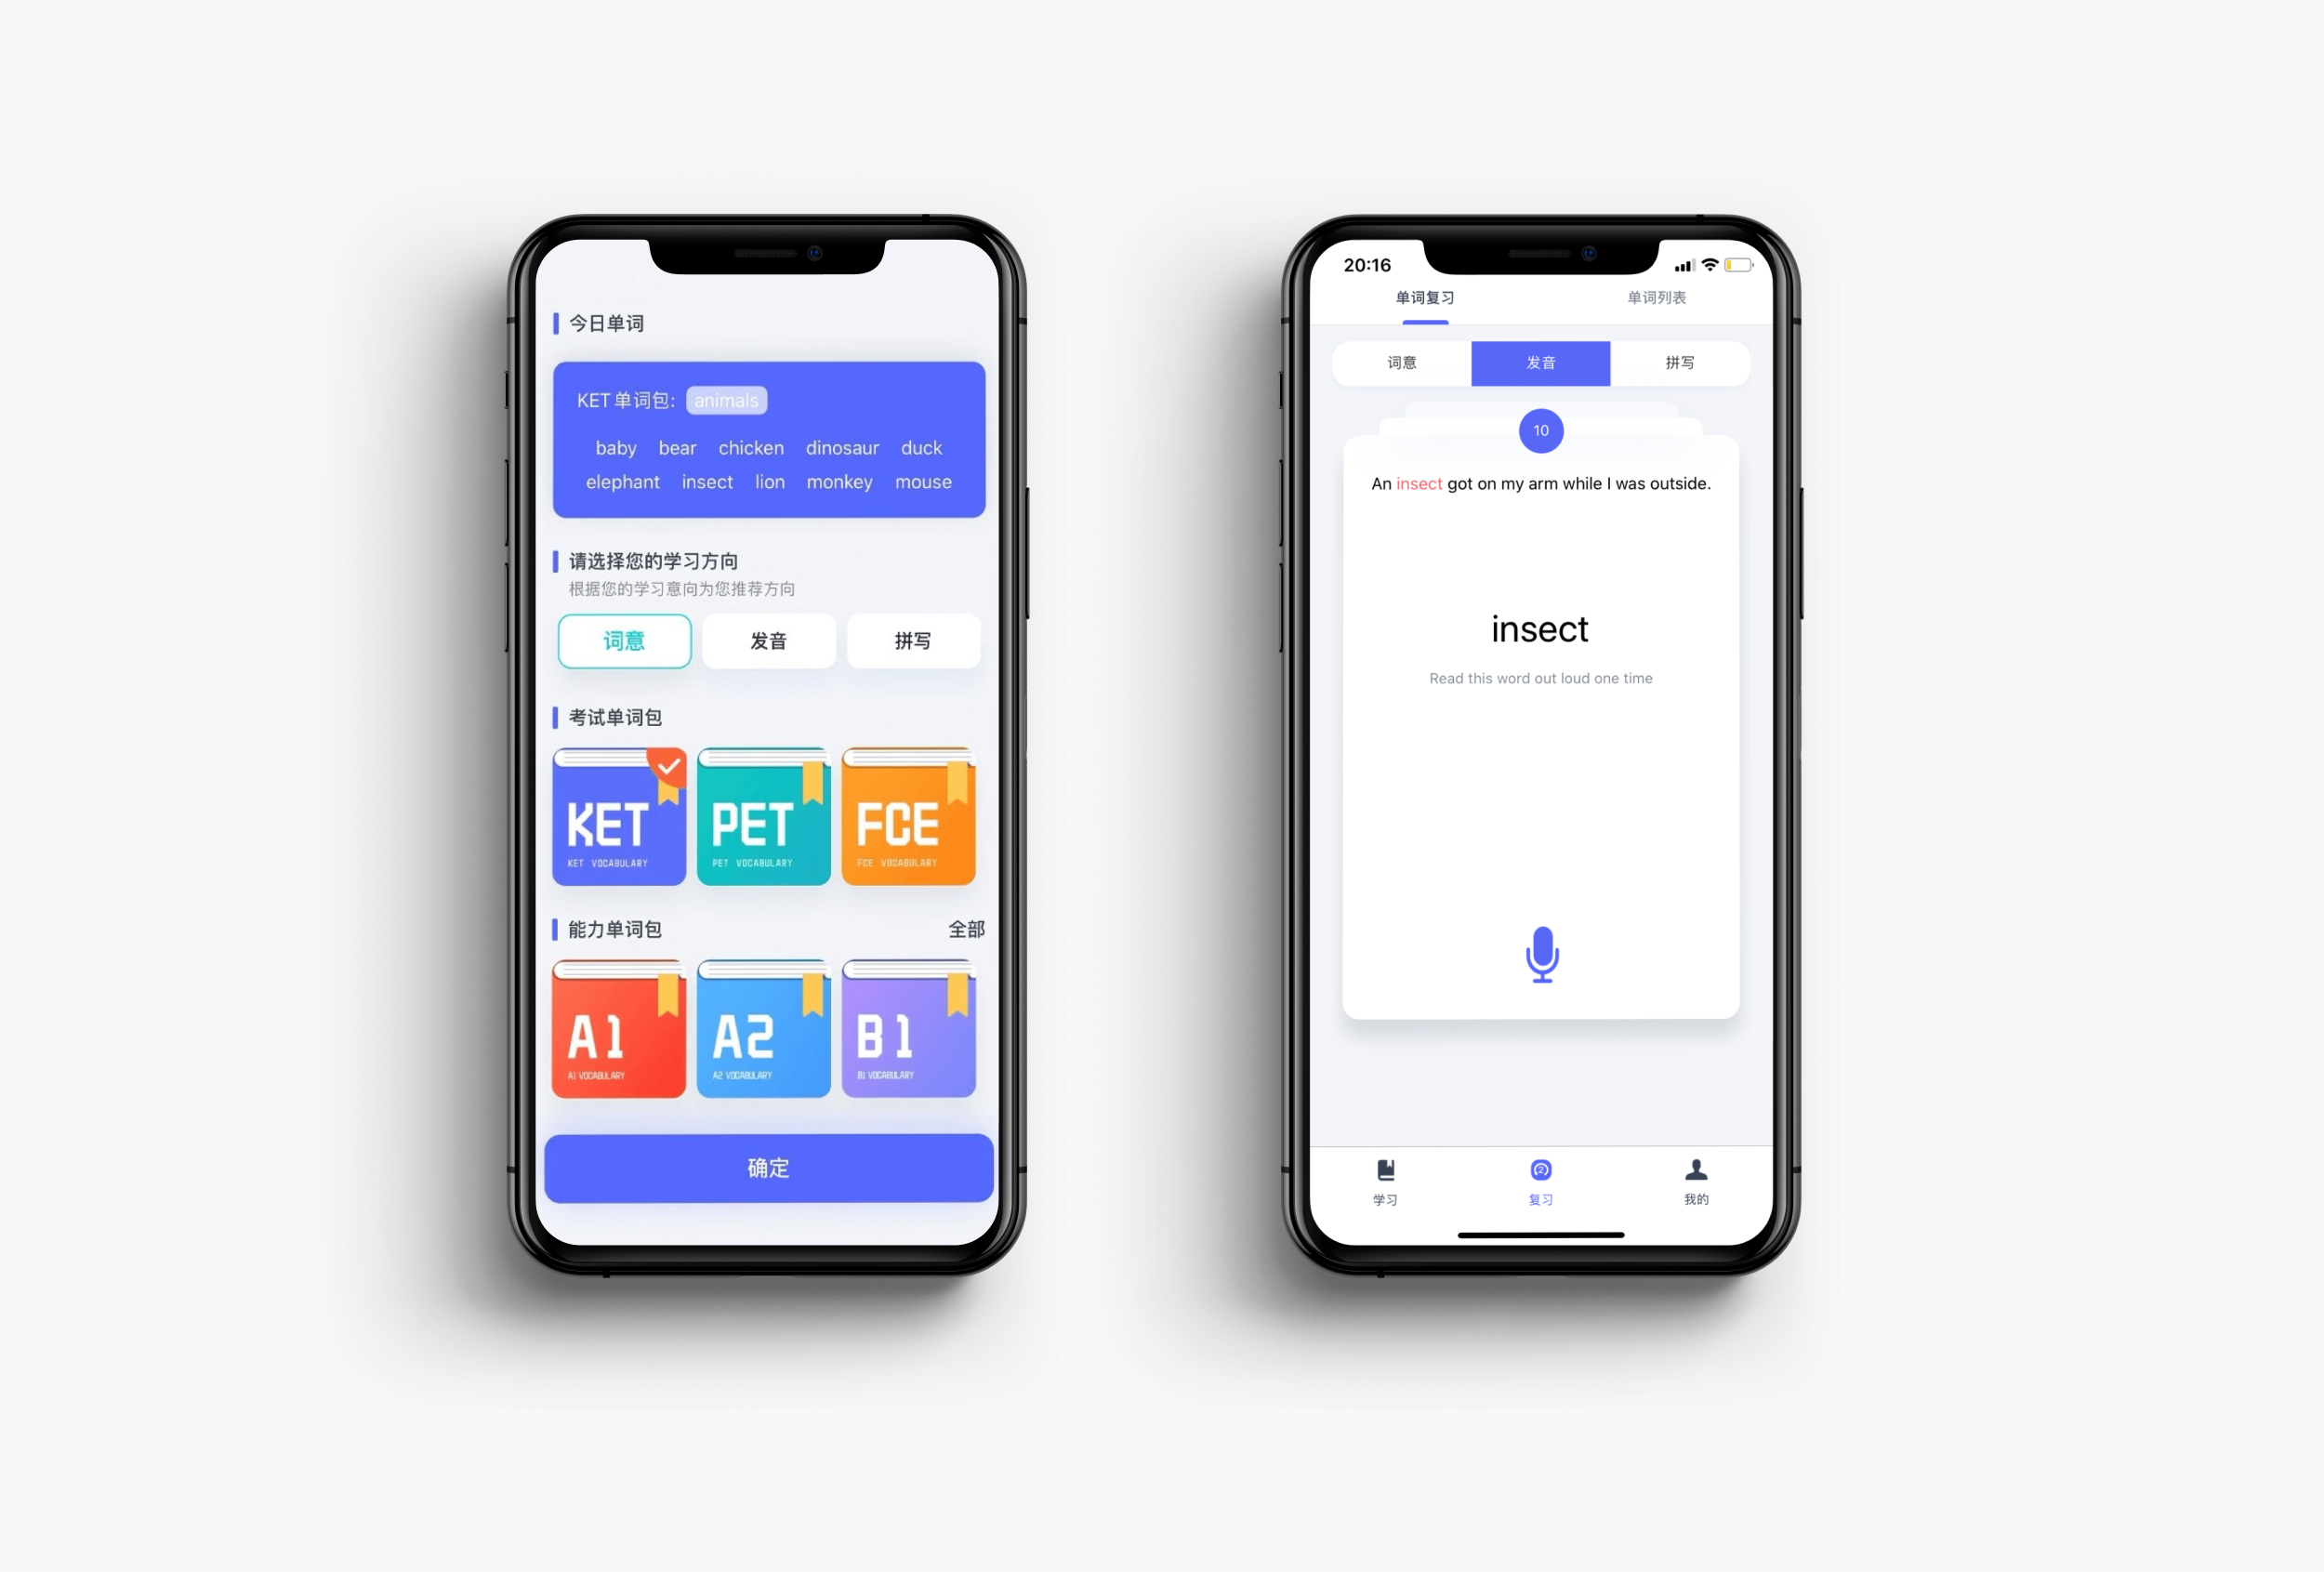 今日单词
KET 单词包: animals
baby bear chicken dinosaur duck
elephant insect lion monkey mouse
请选择您的学习方向
根据您的学习意向为您推荐方向
词意 发音 拼写
考试单词包
KET PET FCE
KET VOCABULARY PET VOCABULARY FCE VOCABULARY
能力单词包 全部
A1 A2 B1
A1 VOCABULARY A2 VOCABULARY B1 VOCABULARY
确定
20:16
单词复习 单词列表
词意 发音 拼写
10
An insect got on my arm while I was outside.
insect
Read this word out loud one time
学习 复习 我的